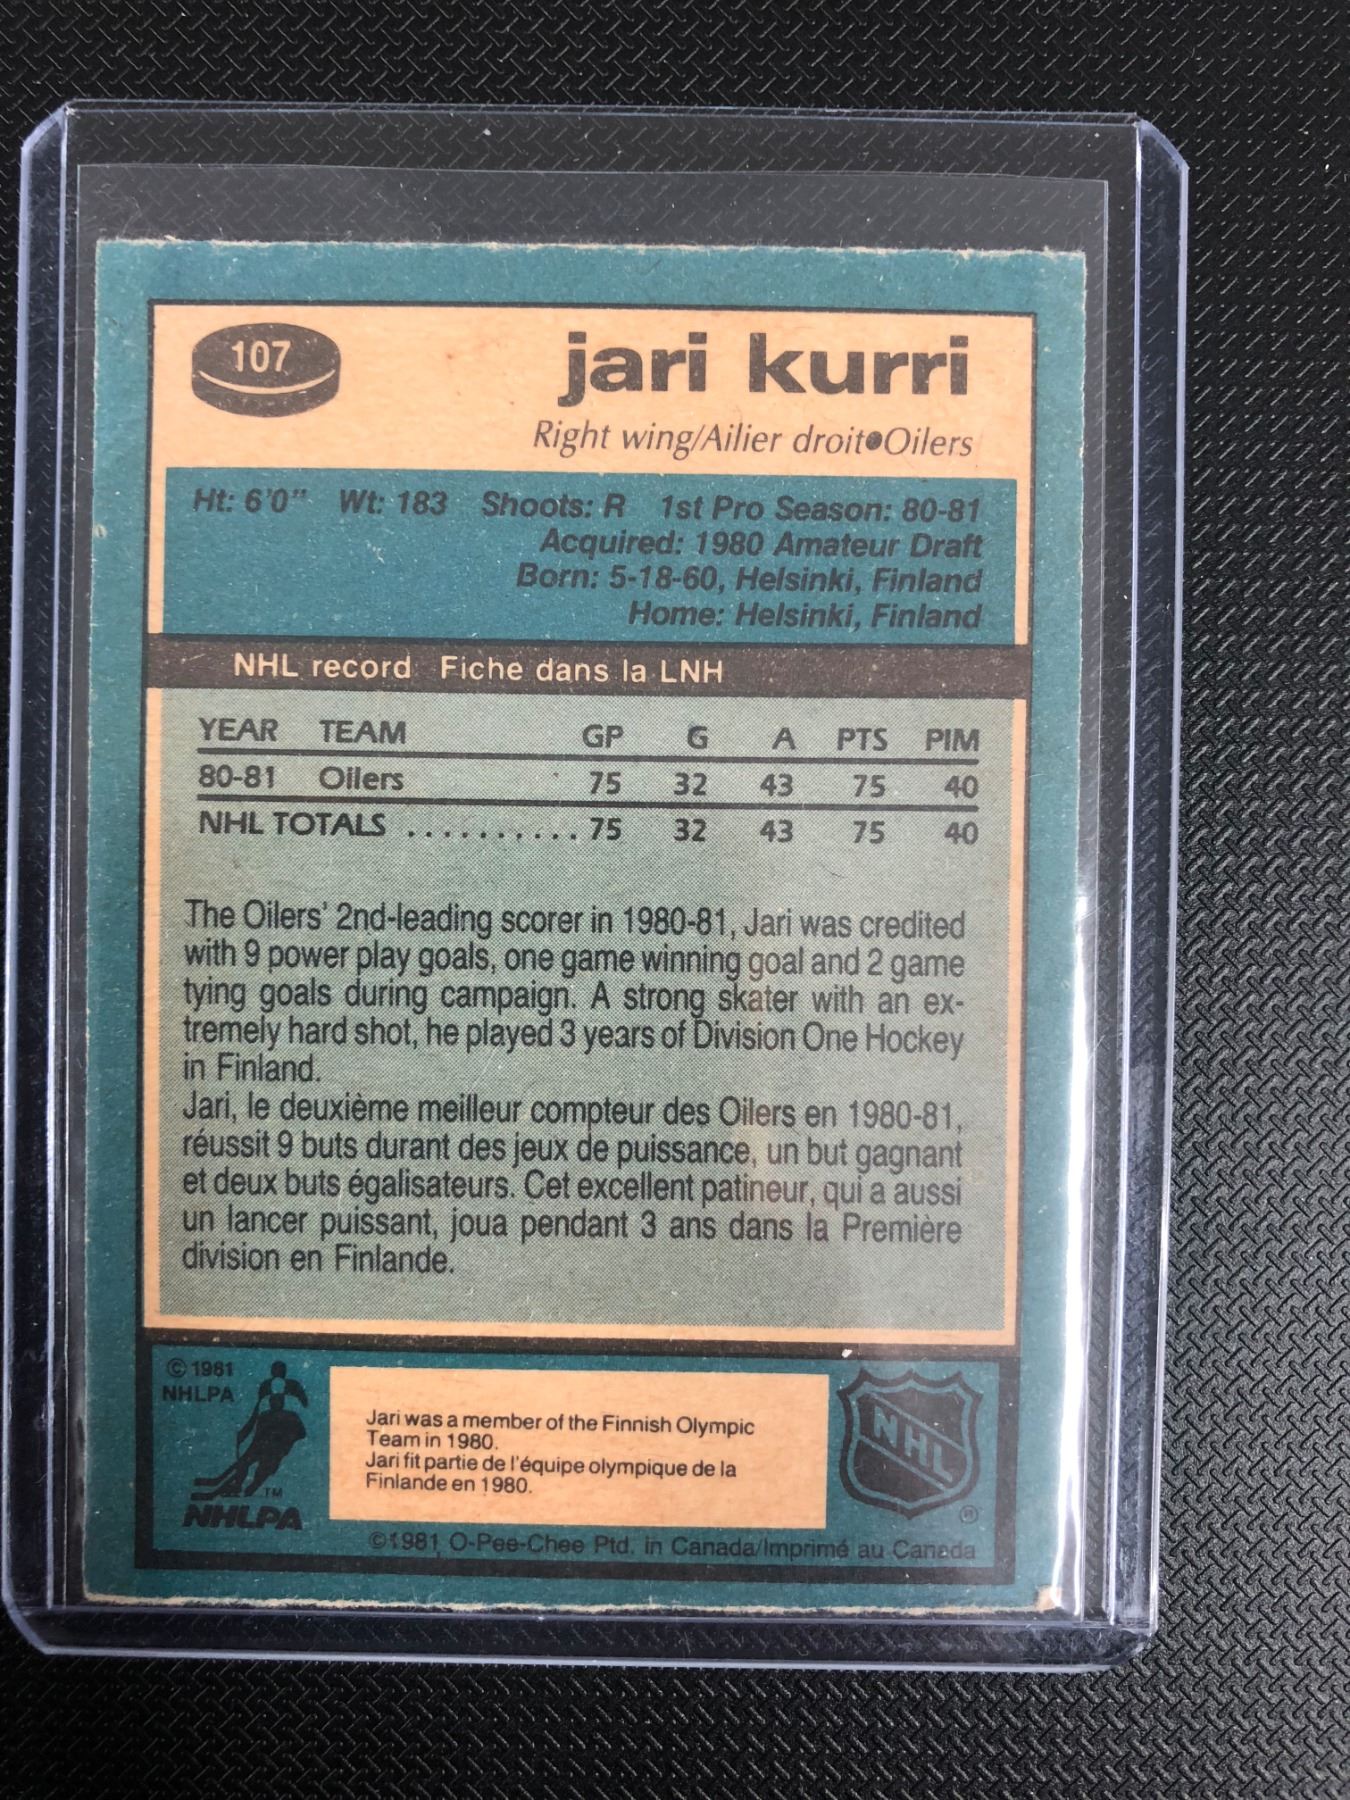 107
jari kurri
Right wing/Ailier droit●Oilers
Ht: 6'0" Wt: 183 Shoots: R 1st Pro Season: 80-81
Acquired: 1980 Amateur Draft
Born: 5-18-60, Helsinki, Finland
Home: Helsinki, Finland
NHL record Fiche dans la LNH
YEAR TEAM GP G A PTS PIM
80-81 Oilers 75 32 43 75 40
NHL TOTALS .......... 75 32 43 75 40
The Oilers' 2nd-leading scorer in 1980-81, Jari was credited
with 9 power play goals, one game winning goal and 2 game
tying goals during campaign. A strong skater with an ex-
tremely hard shot, he played 3 years of Division One Hockey
in Finland.
Jari, le deuxième meilleur compteur des Oilers en 1980-81,
réussit 9 buts durant des jeux de puissance, un but gagnant
et deux buts égalisateurs. Cet excellent patineur, qui a aussi
un lancer puissant, joua pendant 3 ans dans la Première
division en Finlande.
© 1981
NHLPA
TM
NHLPA
Jari was a member of the Finnish Olympic
Team in 1980.
Jari fit partie de l'équipe olympique de la
Finlande en 1980.
NHL
®
©1981 O-Pee-Chee Ptd. in Canada/Imprimé au Canada